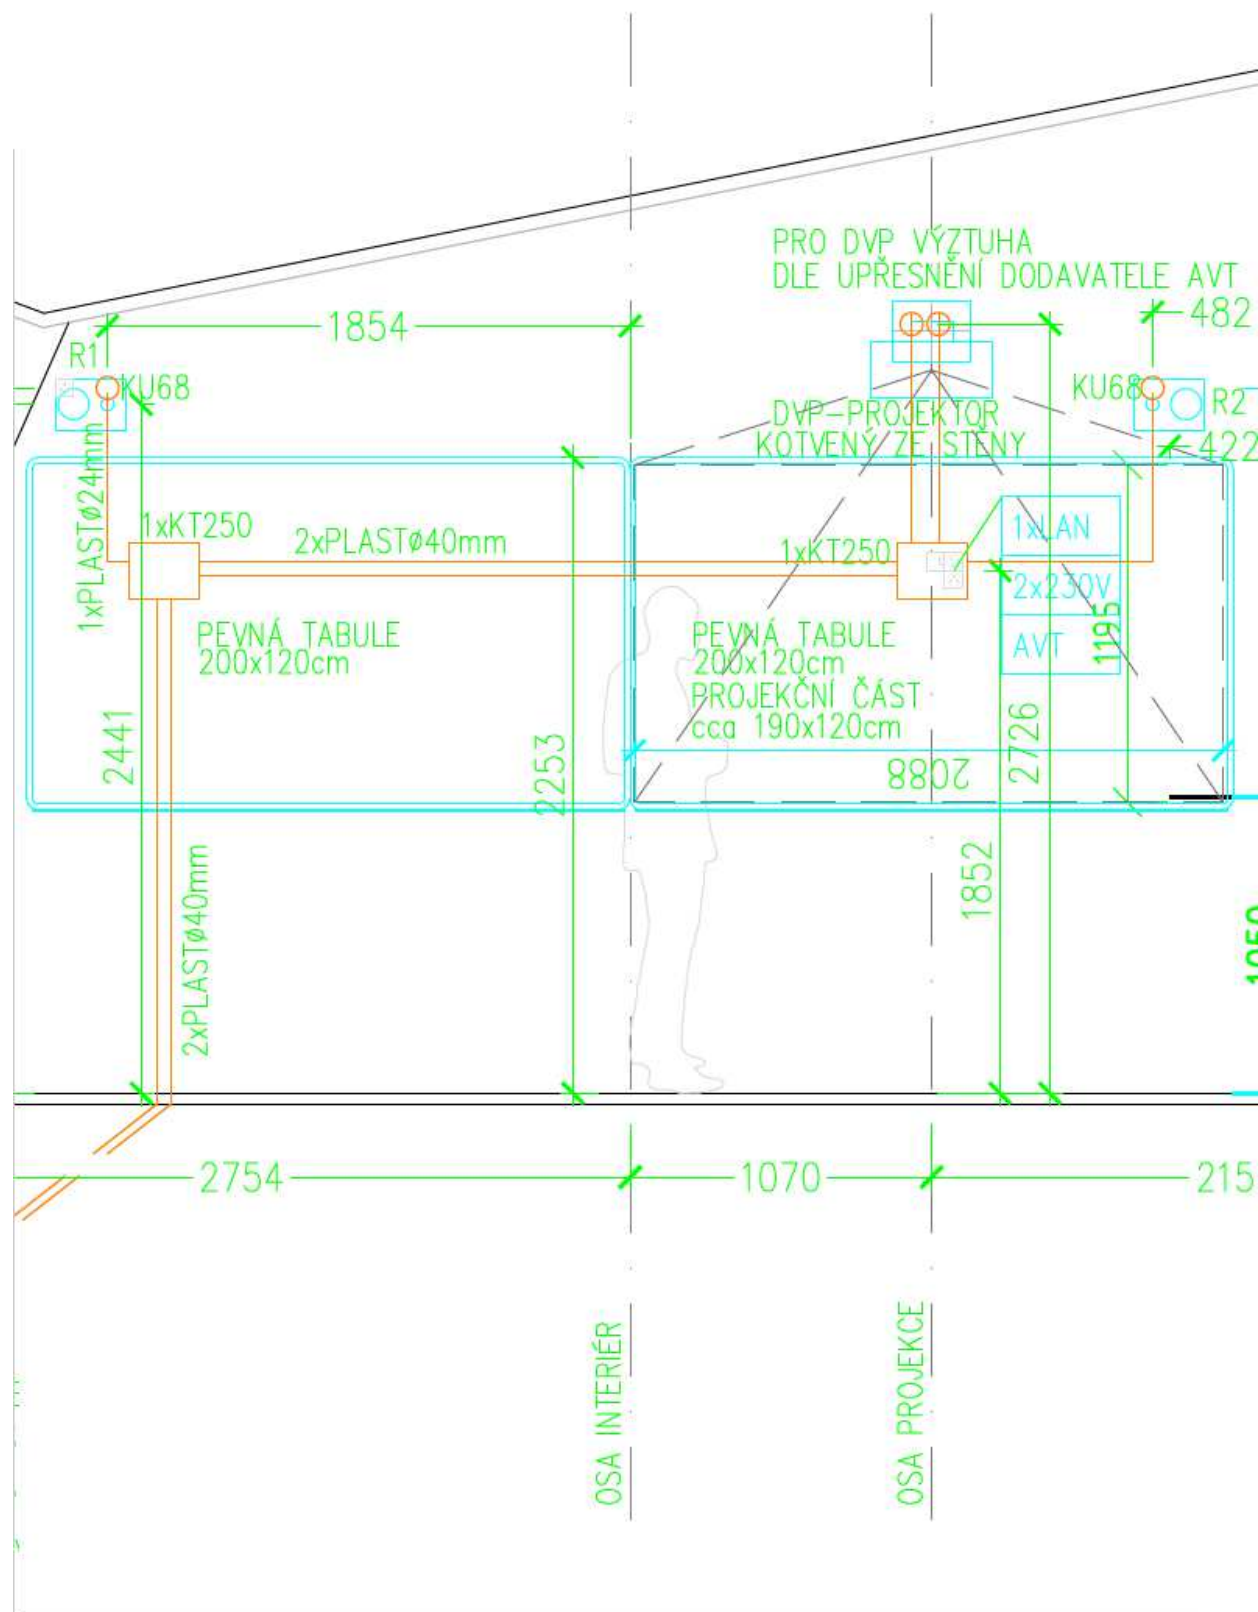 PRO DVP VÝZTUHA
DLE UPŘESNĚNÍ DODAVATELE AVT
1854
482
R1
KU68
KU68
R2
DVP-PROJEKTOR
KOTVENÝ ZE STĚNY
422
1xPLASTø24mm
1xKT250
2xPLASTø40mm
1xKT250
1xLAN
2x230V
AVT
1195
PEVNÁ TABULE
200x120cm
PEVNÁ TABULE
200x120cm
PROJEKČNÍ ČÁST
cca 190x120cm
2441
2253
2088
2726
1852
2xPLASTø40mm
2754
1070
215
OSA INTERIÉR
OSA PROJEKCE